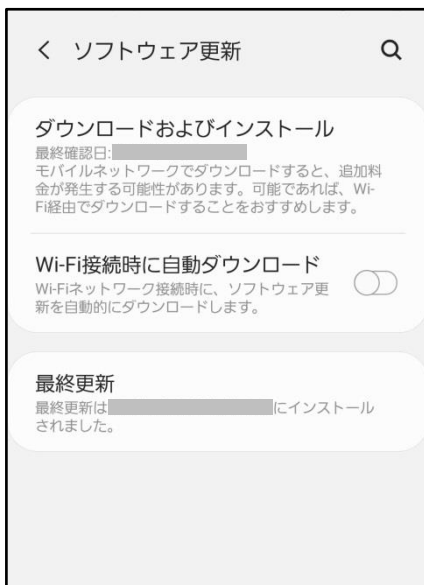 ソフトウェア更新
ダウンロードおよびインストール
最終確認日:
モバイルネットワークでダウンロードすると、追加料
金が発生する可能性があります。可能であれば、Wi-
Fi経由でダウンロードすることをおすすめします。
Wi-Fi接続時に自動ダウンロード
Wi-Fiネットワーク接続時に、ソフトウェア更
新を自動的にダウンロードします。
最終更新
最終更新は にインストール
されました。